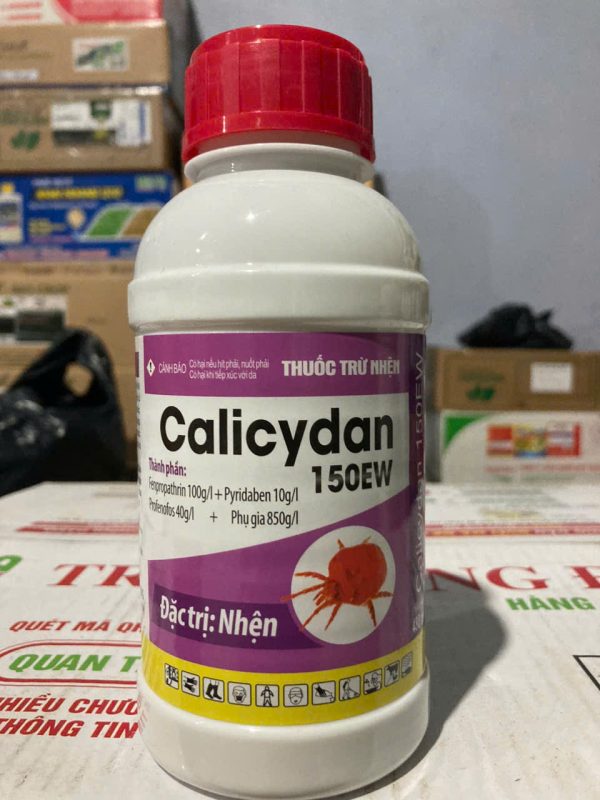 CẢNH BÁO
Có hại nếu hít phải, nuốt phải
Có hại khi tiếp xúc với da
THUỐC TRỪ NHỆN
Calicydan
150EW
Thành phần:
Fenpropathrin 100g/l + Pyridaben 10g/l
Profenofos 40g/l + Phụ gia 850g/l
Đặc trị: Nhện
Calicydan 150EW
QUÉT MÃ
QUAN
HÀNG
THÔNG TIN